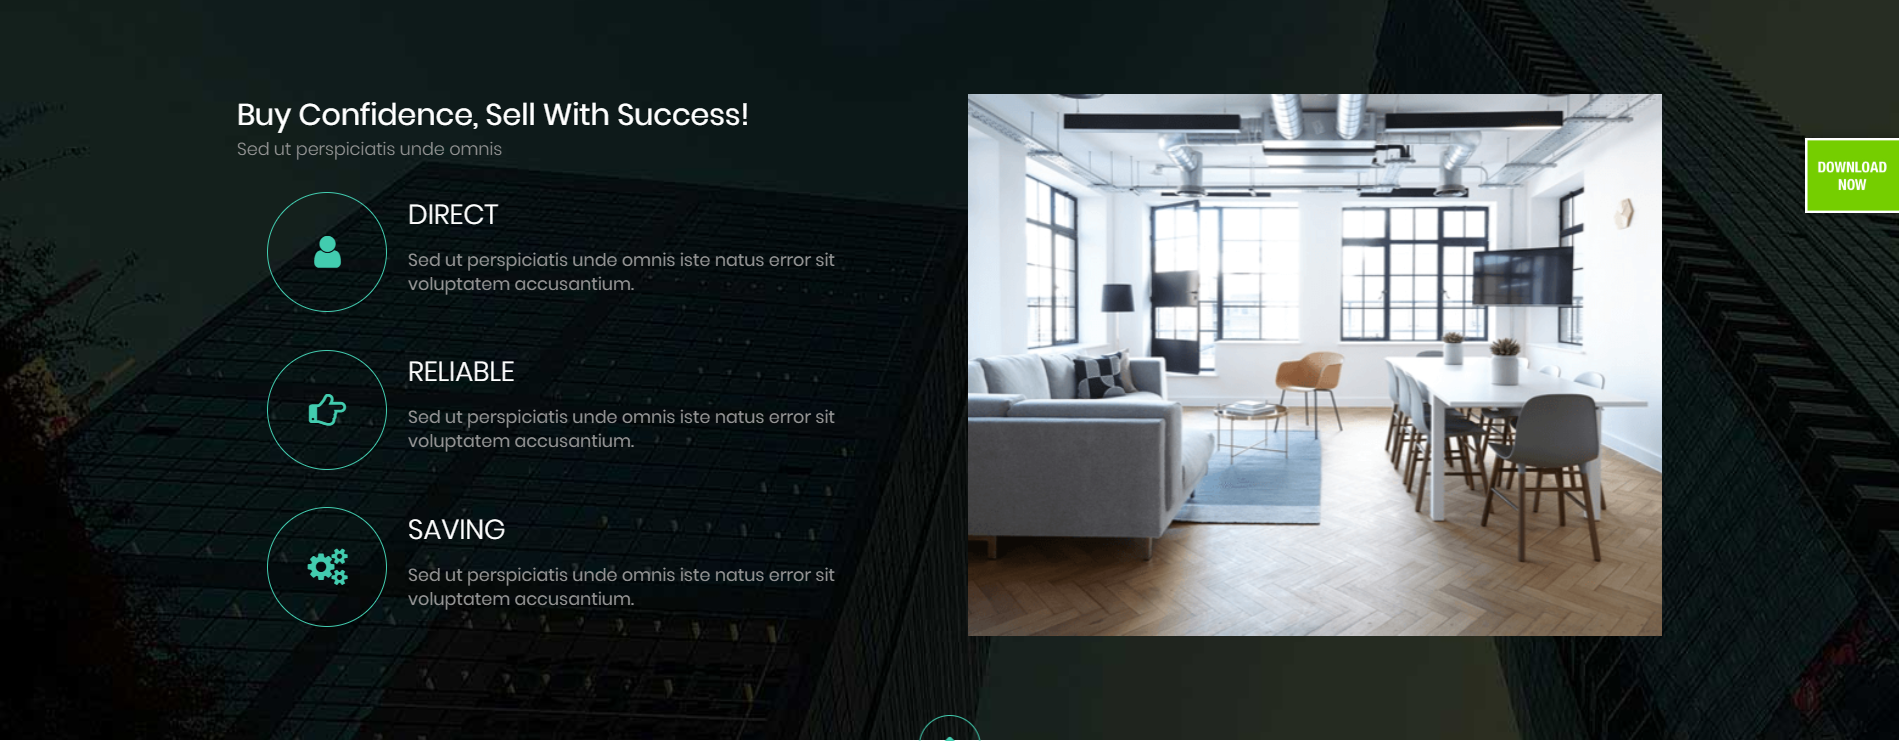 Buy Confidence, Sell With Success!
Sed ut perspiciatis unde omnis
DIRECT
Sed ut perspiciatis unde omnis iste natus error sit
voluptatem accusantium.
RELIABLE
Sed ut perspiciatis unde omnis iste natus error sit
voluptatem accusantium.
SAVING
Sed ut perspiciatis unde omnis iste natus error sit
voluptatem accusantium.
DOWNLOAD
NOW